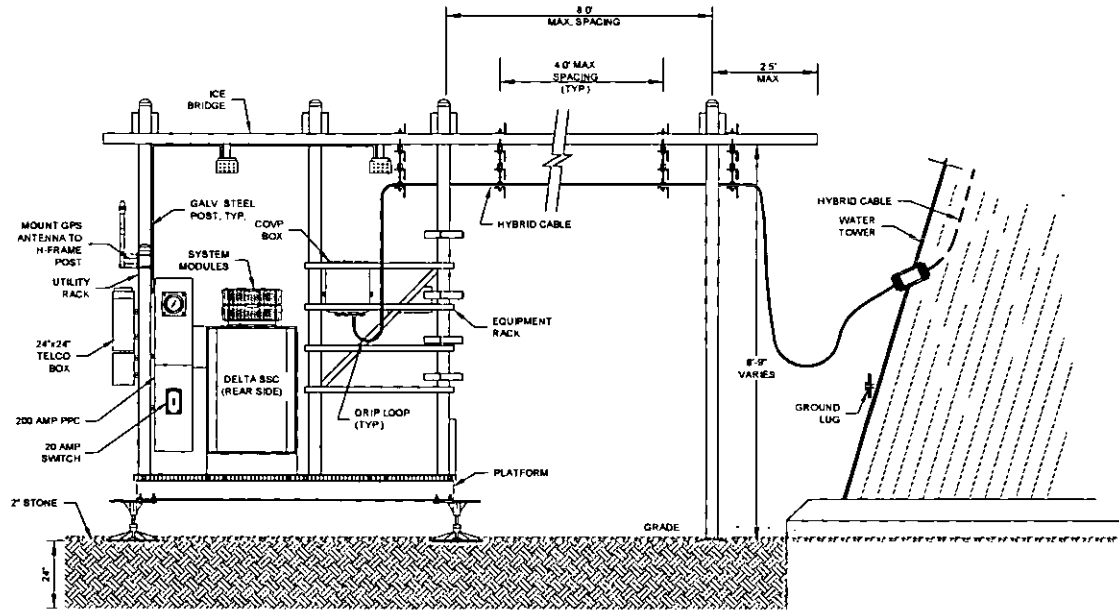 8.0'
MAX. SPACING
4.0' MAX
SPACING
(TYP.)
2.5'
MAX
ICE
BRIDGE
GALV STEEL
POST, TYP.
COVP
BOX
HYBRID CABLE
HYBRID CABLE
WATER
TOWER
MOUNT GPS
ANTENNA TO
H-FRAME
POST
SYSTEM
MODULES
UTILITY
RACK
EQUIPMENT
RACK
24"x24"
TELCO
BOX
DELTA SSC
(REAR SIDE)
VARIES
200 AMP PPC
DRIP LOOP
(TYP.)
GROUND
LUG
20 AMP
SWITCH
PLATFORM
2" STONE
GRADE
24"